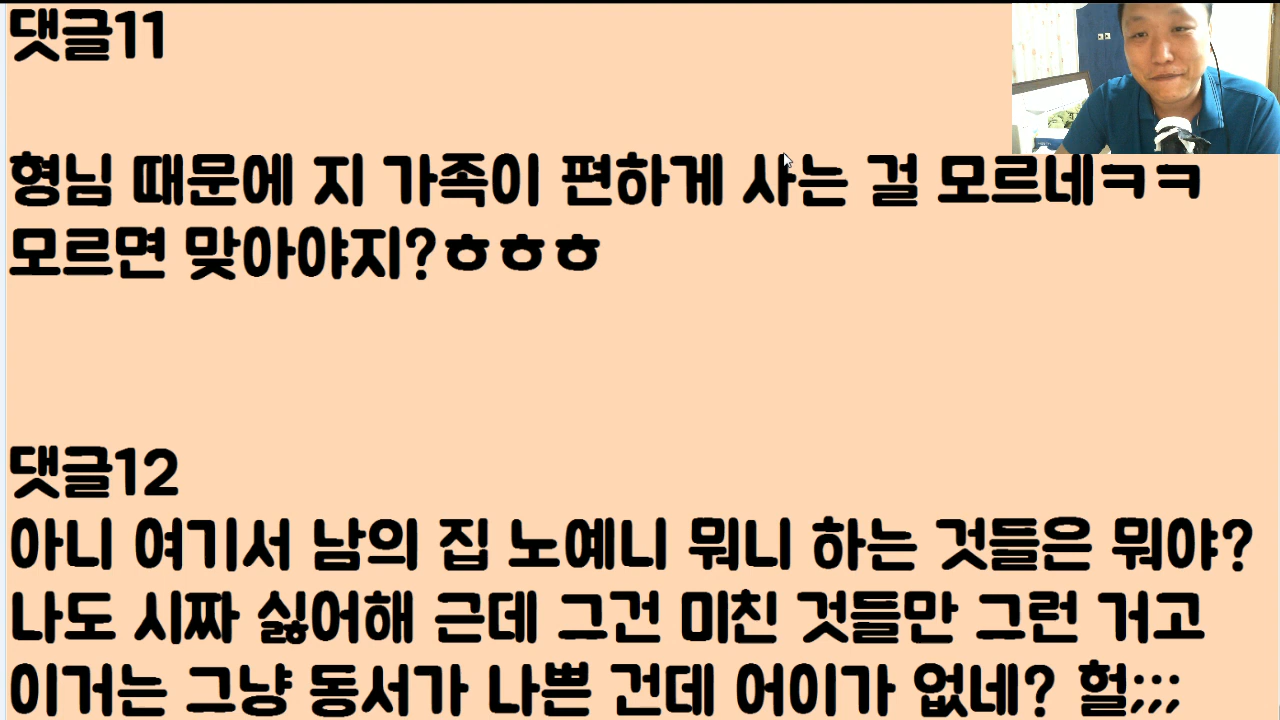 댓글11
형님 때문에 지 가족이 편하게 사는 걸 모르네ㅋㅋ
모르면 맞아야지?ㅎㅎㅎ
댓글12
아니 여기서 남의 집 노예니 뭐니 하는 것들은 뭐야?
나도 시짜 싫어해 근데 그건 미친 것들만 그런 거고
이거는 그냥 동서가 나쁜 건데 어이가 없네? 헐;;;